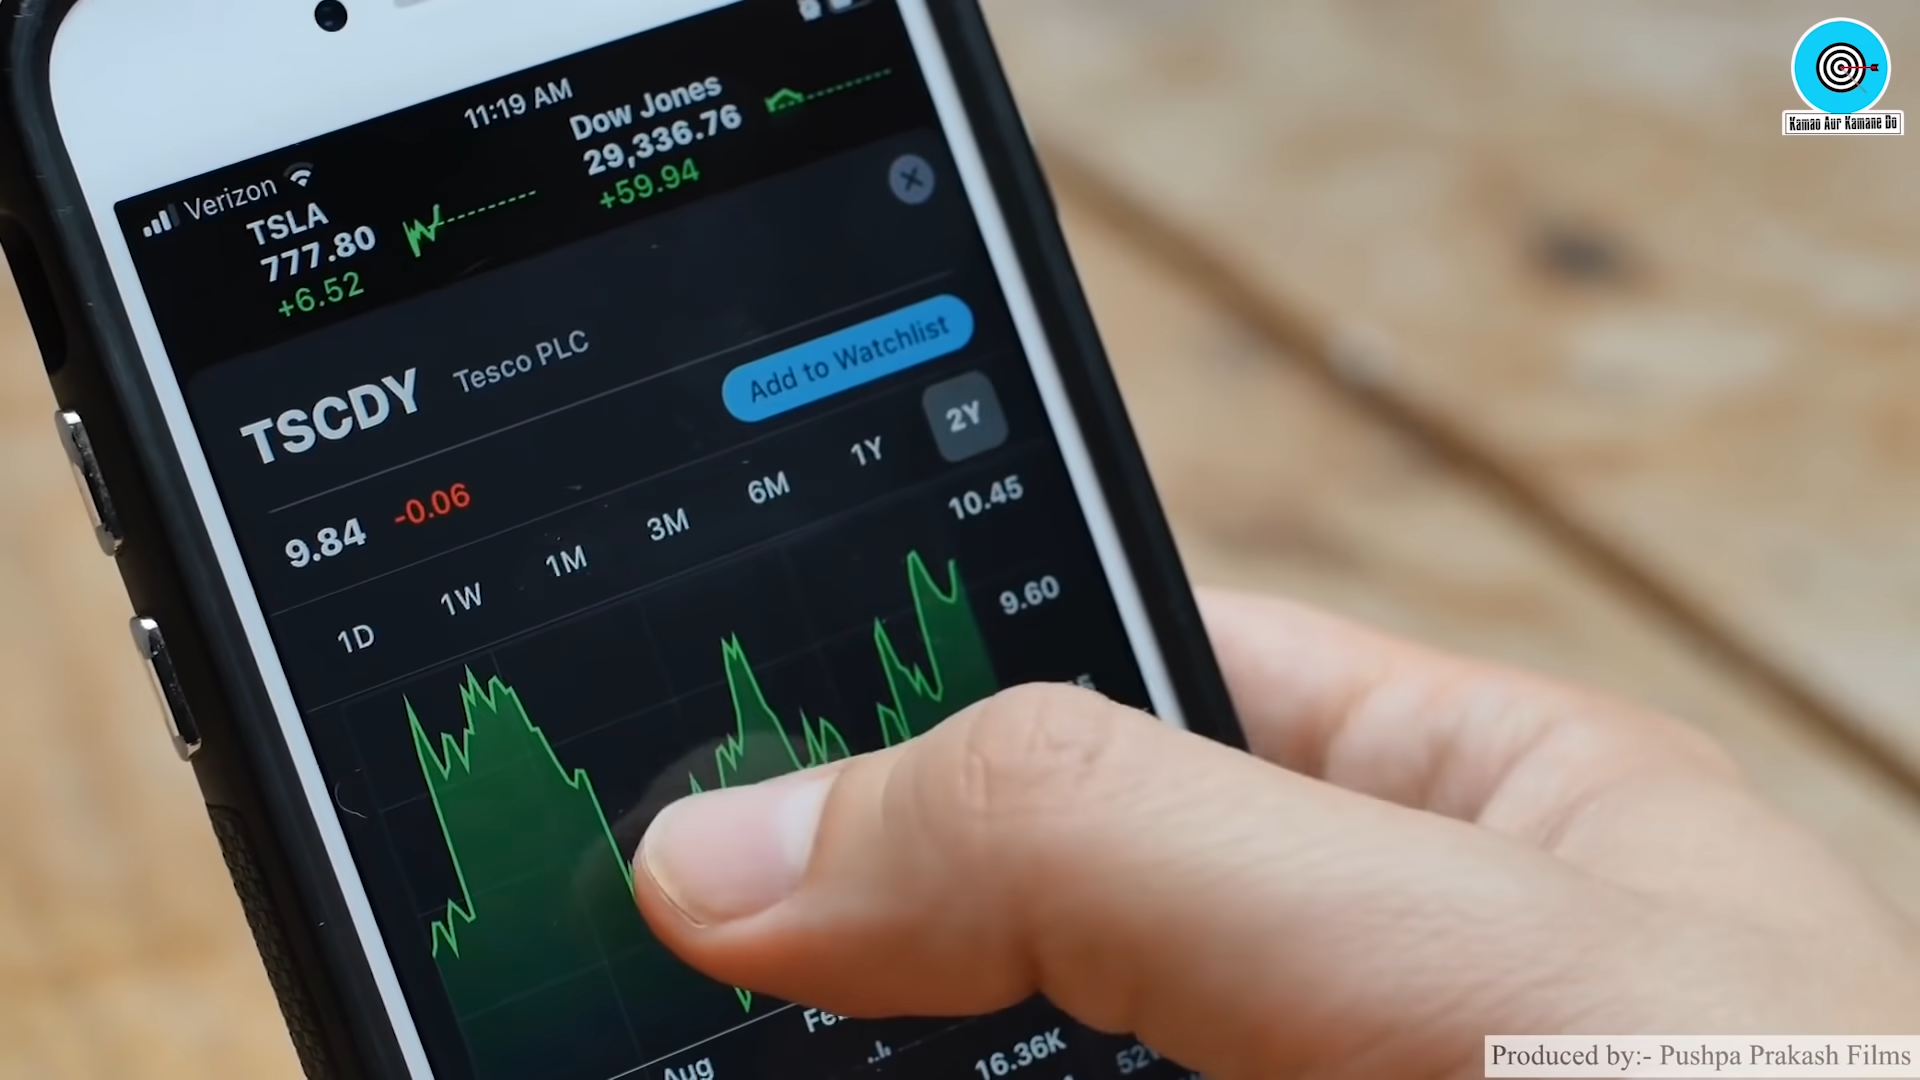 11:19 AM
Verizon
TSLA
777.80
+6.52
Dow Jones
29,336.76
+59.94
TSCDY Tesco PLC
Add to Watchlist
9.84 -0.06
1D 1W 1M 3M 6M 1Y 2Y
10.45
9.60
Aug
16.36K
Kamao Aur Kamane Do
Produced by:- Pushpa Prakash Films